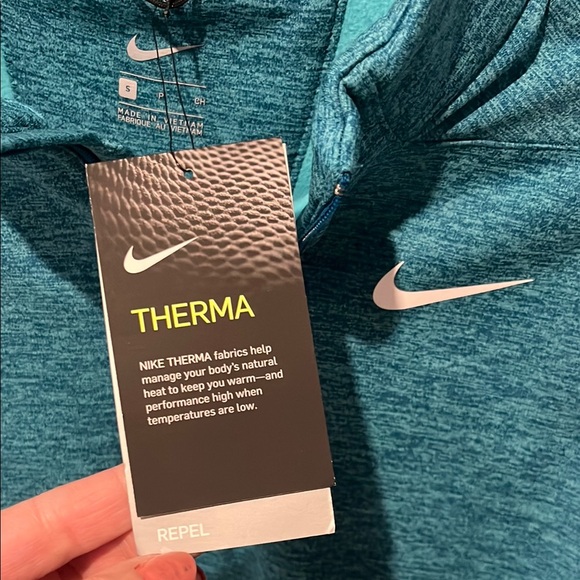 S P CH
MADE IN VIETNAM
FABRIQUÉ AU VIETNAM
THERMA
NIKE THERMA fabrics help
manage your body's natural
heat to keep you warm—and
performance high when
temperatures are low.
REPEL